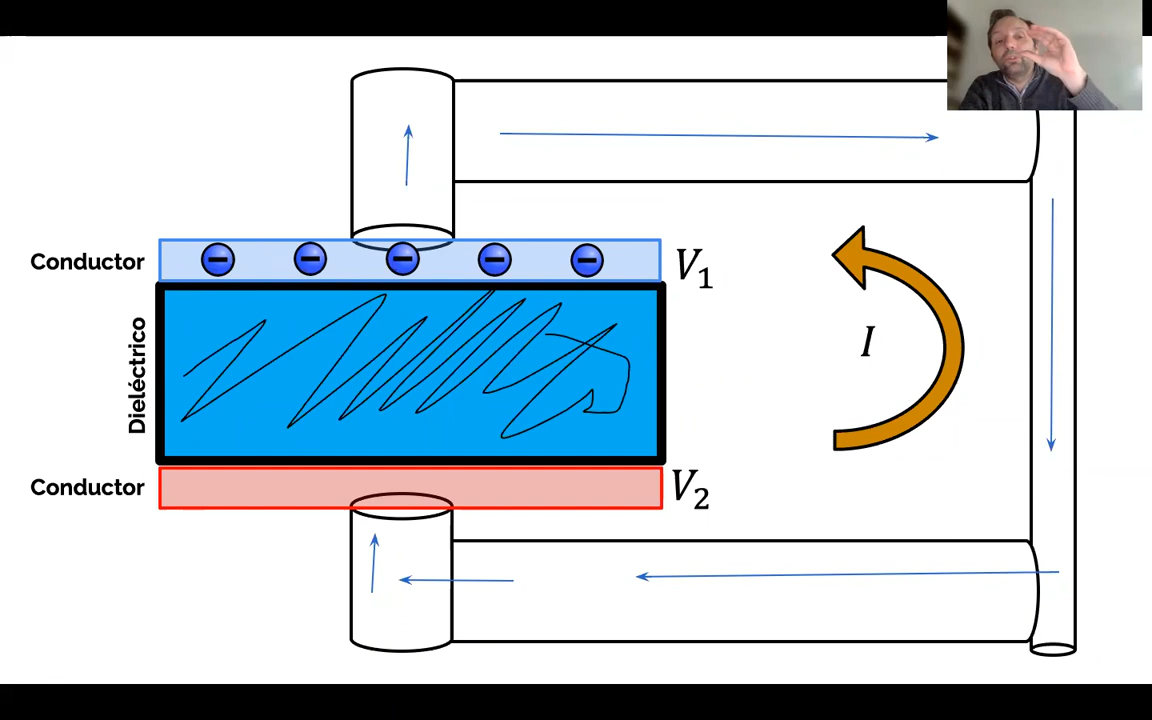 Conductor
V₁
Dieléctrico
I
Conductor
V₂